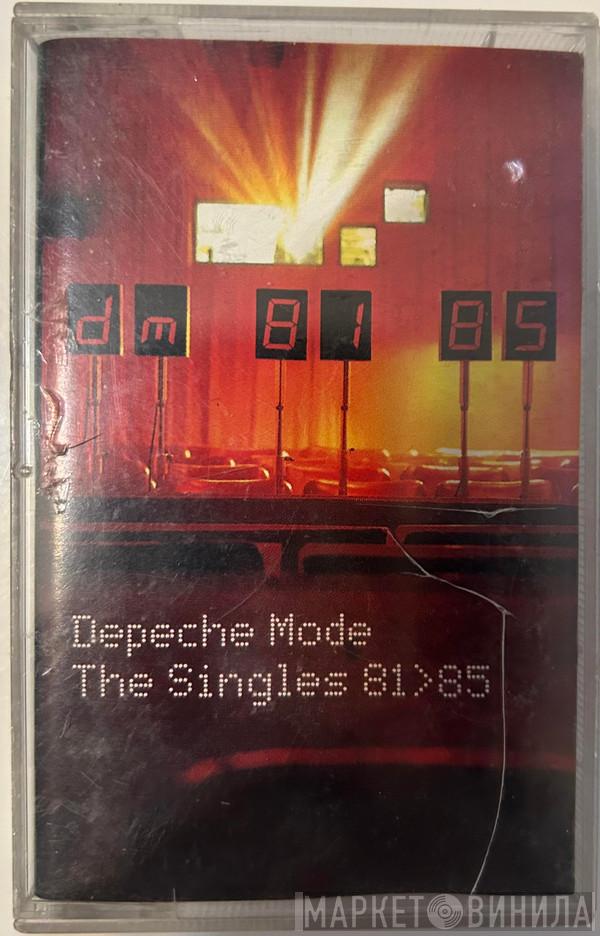 dm 81 85
Depeche Mode
The Singles 81>85
МАРКЕТ ВИНИЛА